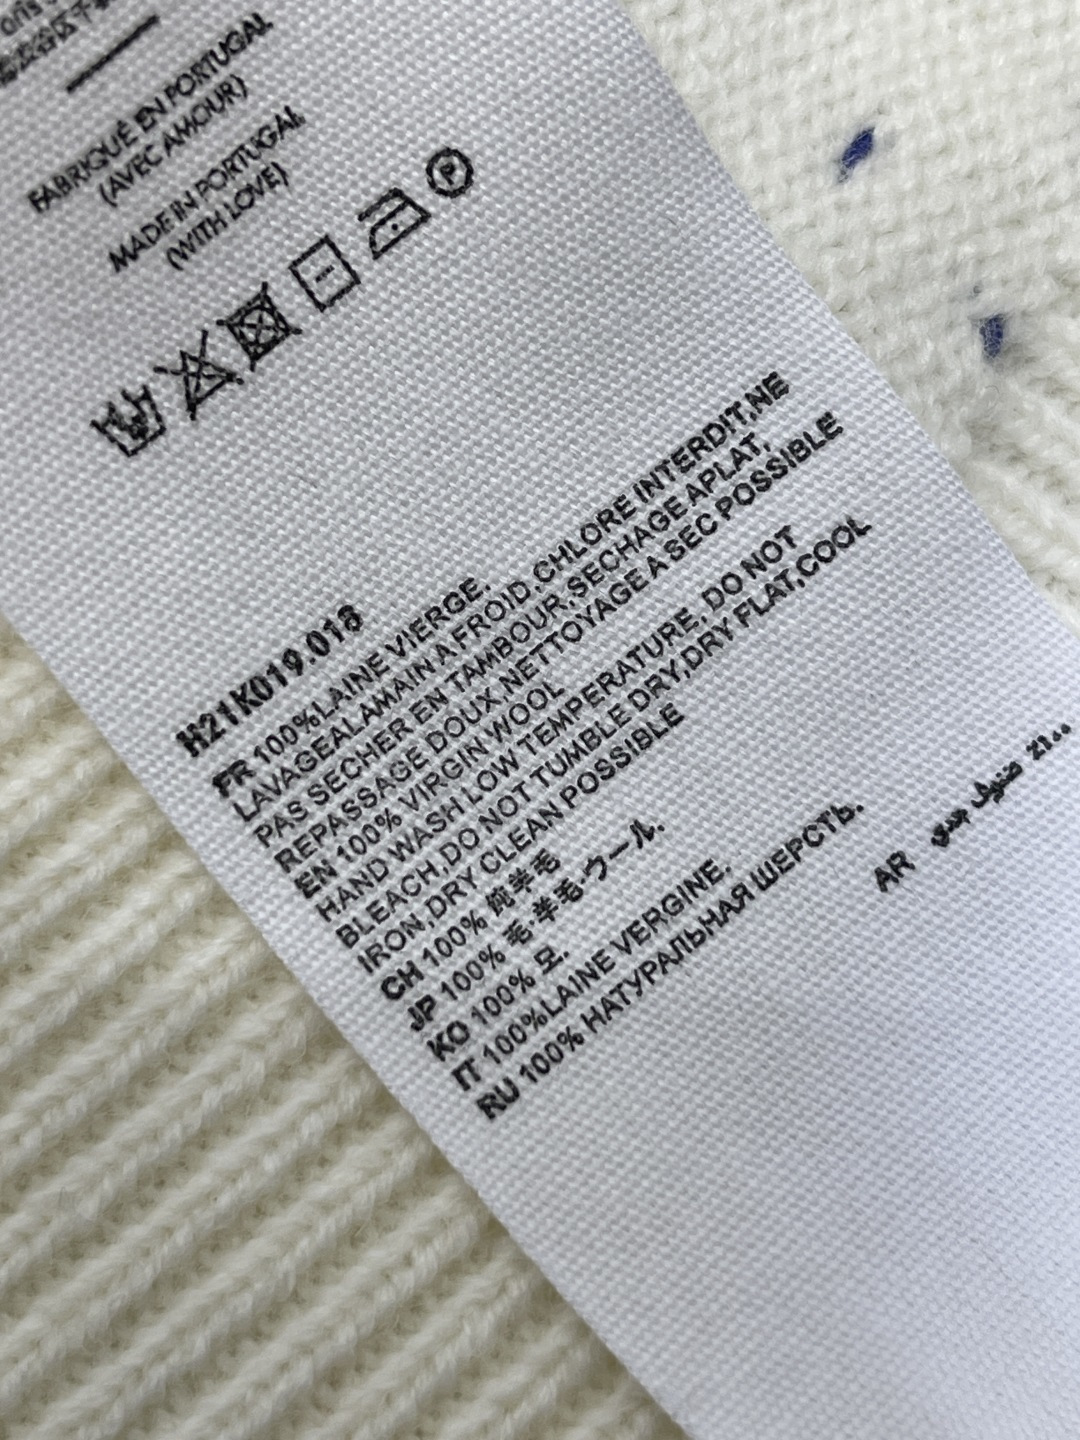 FABRIQUÉ EN PORTUGAL
(AVEC AMOUR)
MADE IN PORTUGAL
(WITH LOVE)
P
H21K019.018
FR 100%LAINE VIERGE.
LAVAGEALAMAIN A FROID,CHLORE INTERDIT,NE
PAS SECHER EN TAMBOUR,SECHAGE APLAT,
REPASSAGE DOUX,NETTOYAGE A SEC POSSIBLE
EN 100% VIRGIN WOOL
HAND WASH LOW TEMPERATURE, DO NOT
BLEACH,DO NOT TUMBLE DRY,DRY FLAT,COOL
IRON,DRY CLEAN POSSIBLE
CH 100% 纯羊毛
JP 100% 毛·羊毛·ウール.
KO 100% 모.
IT 100%LAINE VERGINE.
RU 100% НАТУРАЛЬНАЯ ШЕРСТЬ.
AR